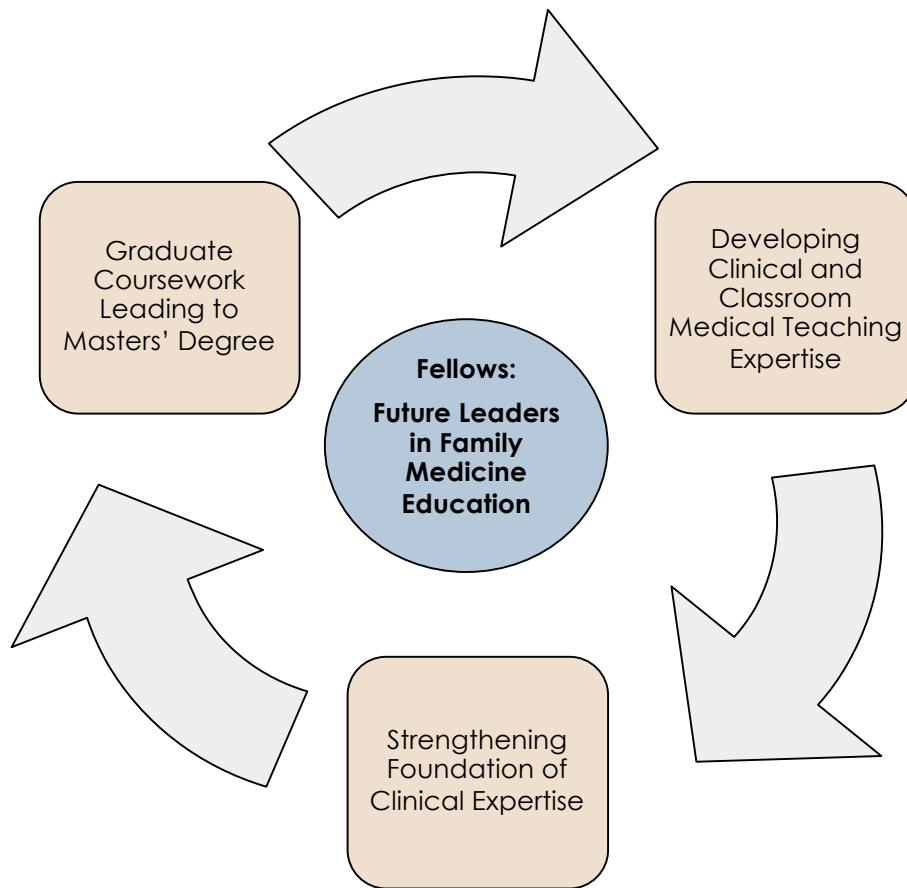 Graduate
Coursework
Leading to
Masters’ Degree
Developing
Clinical and
Classroom
Medical Teaching
Expertise
Fellows:
Future Leaders
in Family
Medicine
Education
Strengthening
Foundation of
Clinical Expertise